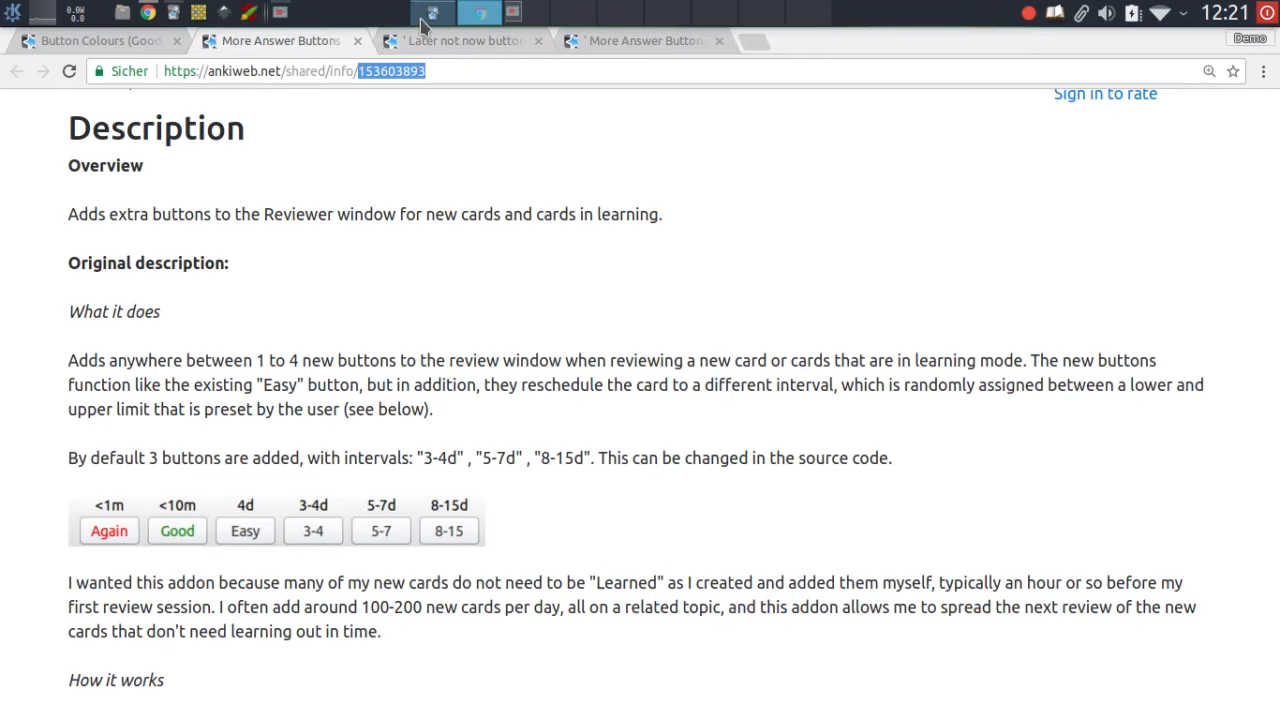 0.0W
0.0
12:21
Button Colours (Good
More Answer Buttons
' Later not now button
' More Answer Button
Demo
Sicher
https://ankiweb.net/shared/info/153603893
Sign in to rate
Description
Overview
Adds extra buttons to the Reviewer window for new cards and cards in learning.
Original description:
What it does
Adds anywhere between 1 to 4 new buttons to the review window when reviewing a new card or cards that are in learning mode. The new buttons
function like the existing "Easy" button, but in addition, they reschedule the card to a different interval, which is randomly assigned between a lower and
upper limit that is preset by the user (see below).
By default 3 buttons are added, with intervals: "3-4d" , "5-7d" , "8-15d". This can be changed in the source code.
<1m <10m 4d 3-4d 5-7d 8-15d
Again Good Easy 3-4 5-7 8-15
I wanted this addon because many of my new cards do not need to be "Learned" as I created and added them myself, typically an hour or so before my
first review session. I often add around 100-200 new cards per day, all on a related topic, and this addon allows me to spread the next review of the new
cards that don't need learning out in time.
How it works